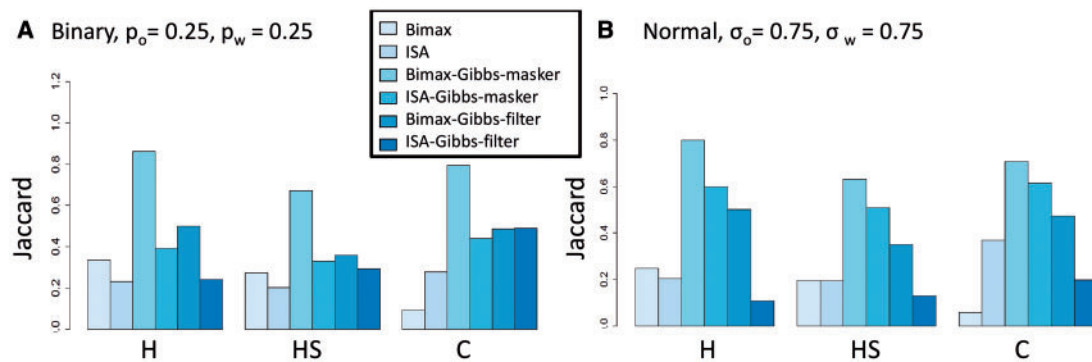 A Binary, pₒ= 0.25, p_w = 0.25
Bimax
ISA
Bimax-Gibbs-masker
ISA-Gibbs-masker
Bimax-Gibbs-filter
ISA-Gibbs-filter
Jaccard
1.2
1.0
0.8
0.6
0.4
0.2
0.0
H
HS
C
B Normal, σₒ= 0.75, σ_w = 0.75
Jaccard
1.0
0.8
0.6
0.4
0.2
0.0
H
HS
C